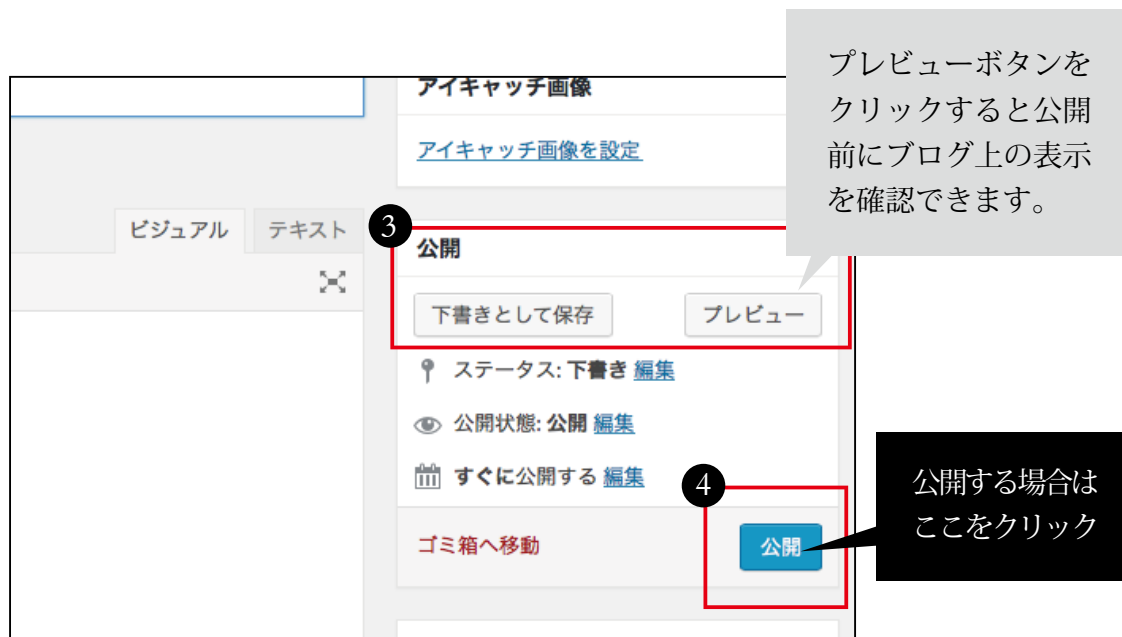 プレビューボタンを
クリックすると公開
前にブログ上の表示
を確認できます。
アイキャッチ画像
アイキャッチ画像を設定
ビジュアル テキスト
3
公開
下書きとして保存 プレビュー
ステータス: 下書き 編集
公開状態: 公開 編集
すぐに公開する 編集
4
ゴミ箱へ移動 公開
公開する場合は
ここをクリック